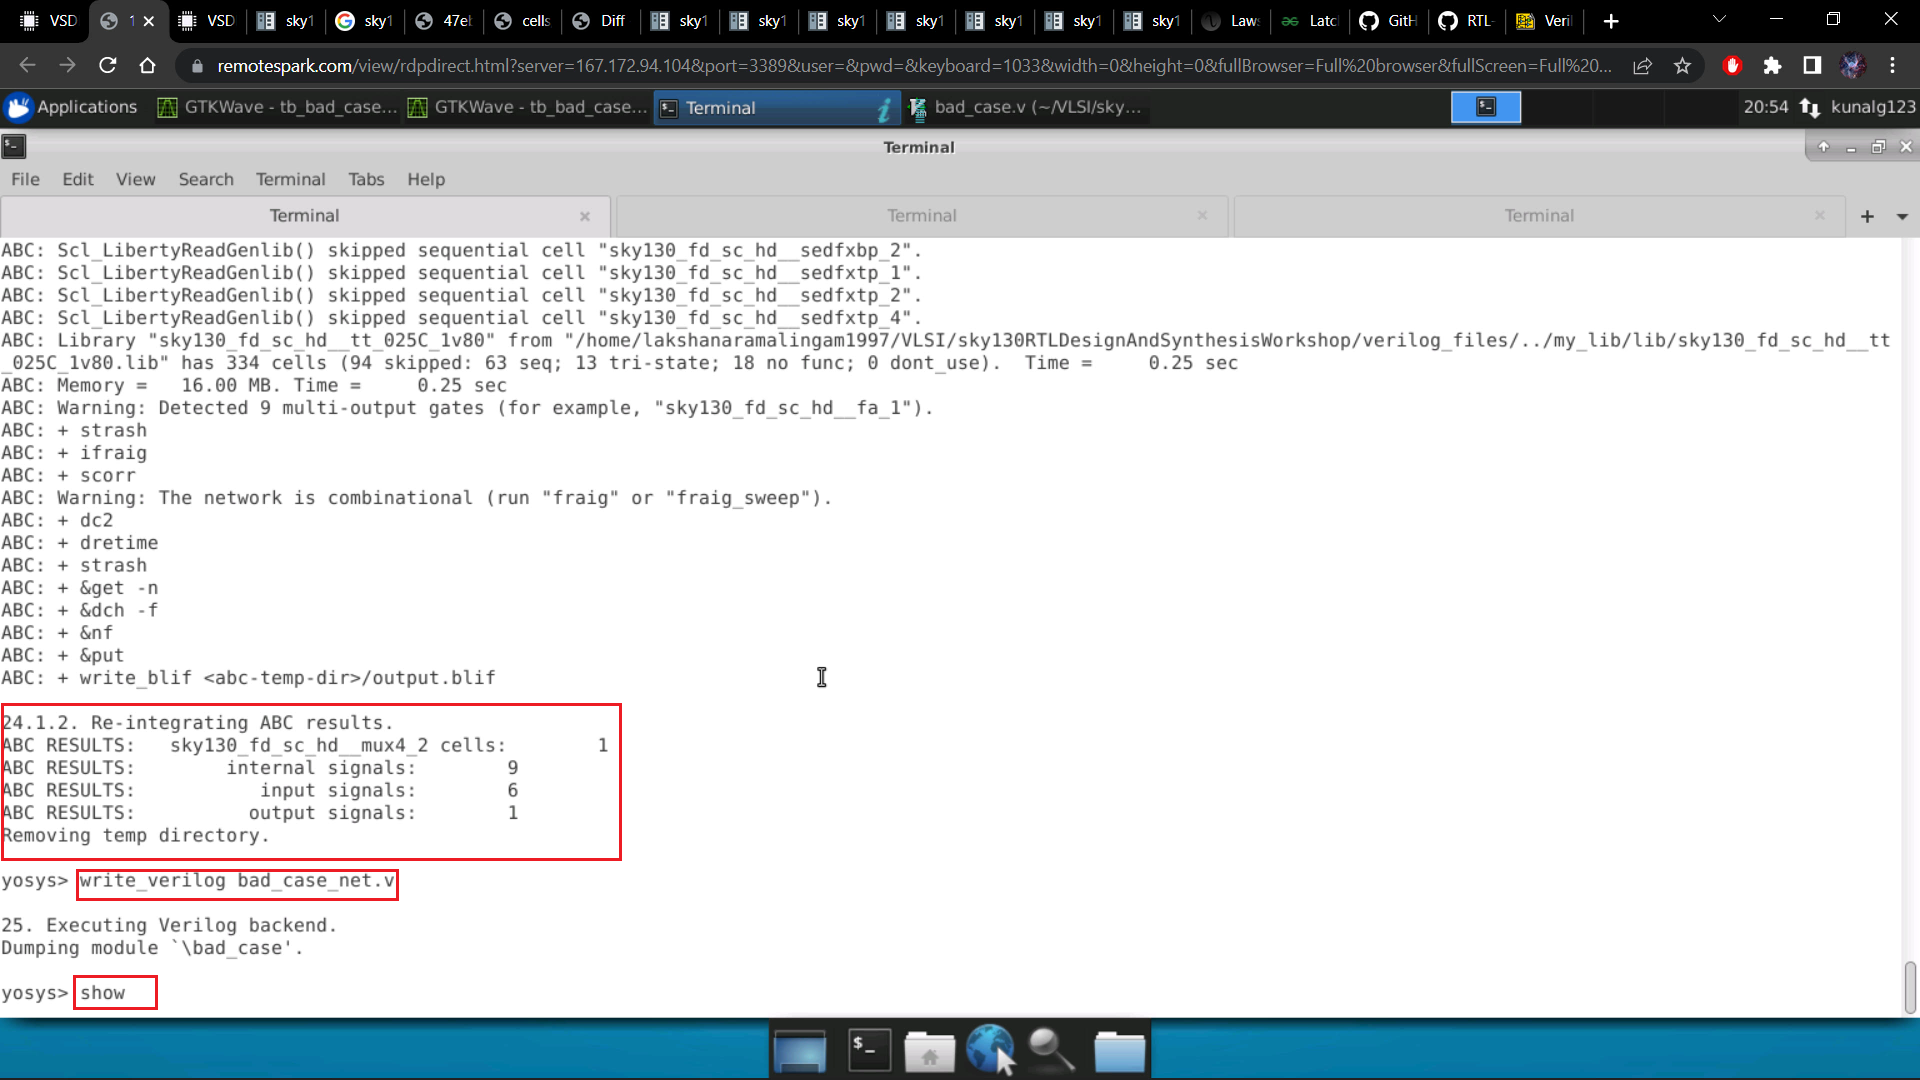 VSD
1
VSD
sky1
sky1
47eb
cells
Diff
sky1
sky1
sky1
sky1
sky1
sky1
sky1
Law
Latc
GitH
RTL
Veri
remotespark.com/view/rdpdirect.html?server=167.172.94.104&port=3389&user=&pwd=&keyboard=1033&width=0&height=0&fullBrowser=Full%20browser&fullScreen=Full%20...
Applications
GTKWave - tb_bad_case...
GTKWave - tb_bad_case...
Terminal
bad_case.v (~/VLSI/sky...
20:54
kunalg123
Terminal
File Edit View Search Terminal Tabs Help
Terminal
Terminal
Terminal
ABC: Scl_LibertyReadGenlib() skipped sequential cell "sky130_fd_sc_hd__sedfxbp_2".
ABC: Scl_LibertyReadGenlib() skipped sequential cell "sky130_fd_sc_hd__sedfxtp_1".
ABC: Scl_LibertyReadGenlib() skipped sequential cell "sky130_fd_sc_hd__sedfxtp_2".
ABC: Scl_LibertyReadGenlib() skipped sequential cell "sky130_fd_sc_hd__sedfxtp_4".
ABC: Library "sky130_fd_sc_hd__tt_025C_1v80" from "/home/lakshanaramalingam1997/VLSI/sky130RTLDesignAndSynthesisWorkshop/verilog_files/../my_lib/lib/sky130_fd_sc_hd__tt
_025C_1v80.lib" has 334 cells (94 skipped: 63 seq; 13 tri-state; 18 no func; 0 dont_use).  Time =     0.25 sec
ABC: Memory =   16.00 MB. Time =     0.25 sec
ABC: Warning: Detected 9 multi-output gates (for example, "sky130_fd_sc_hd__fa_1").
ABC: + strash
ABC: + ifraig
ABC: + scorr
ABC: Warning: The network is combinational (run "fraig" or "fraig_sweep").
ABC: + dc2
ABC: + dretime
ABC: + strash
ABC: + &get -n
ABC: + &dch -f
ABC: + &nf
ABC: + &put
ABC: + write_blif <abc-temp-dir>/output.blif
24.1.2. Re-integrating ABC results.
ABC RESULTS:   sky130_fd_sc_hd__mux4_2 cells:        1
ABC RESULTS:        internal signals:        9
ABC RESULTS:           input signals:        6
ABC RESULTS:          output signals:        1
Removing temp directory.
yosys> write_verilog bad_case_net.v
25. Executing Verilog backend.
Dumping module `\bad_case'.
yosys> show